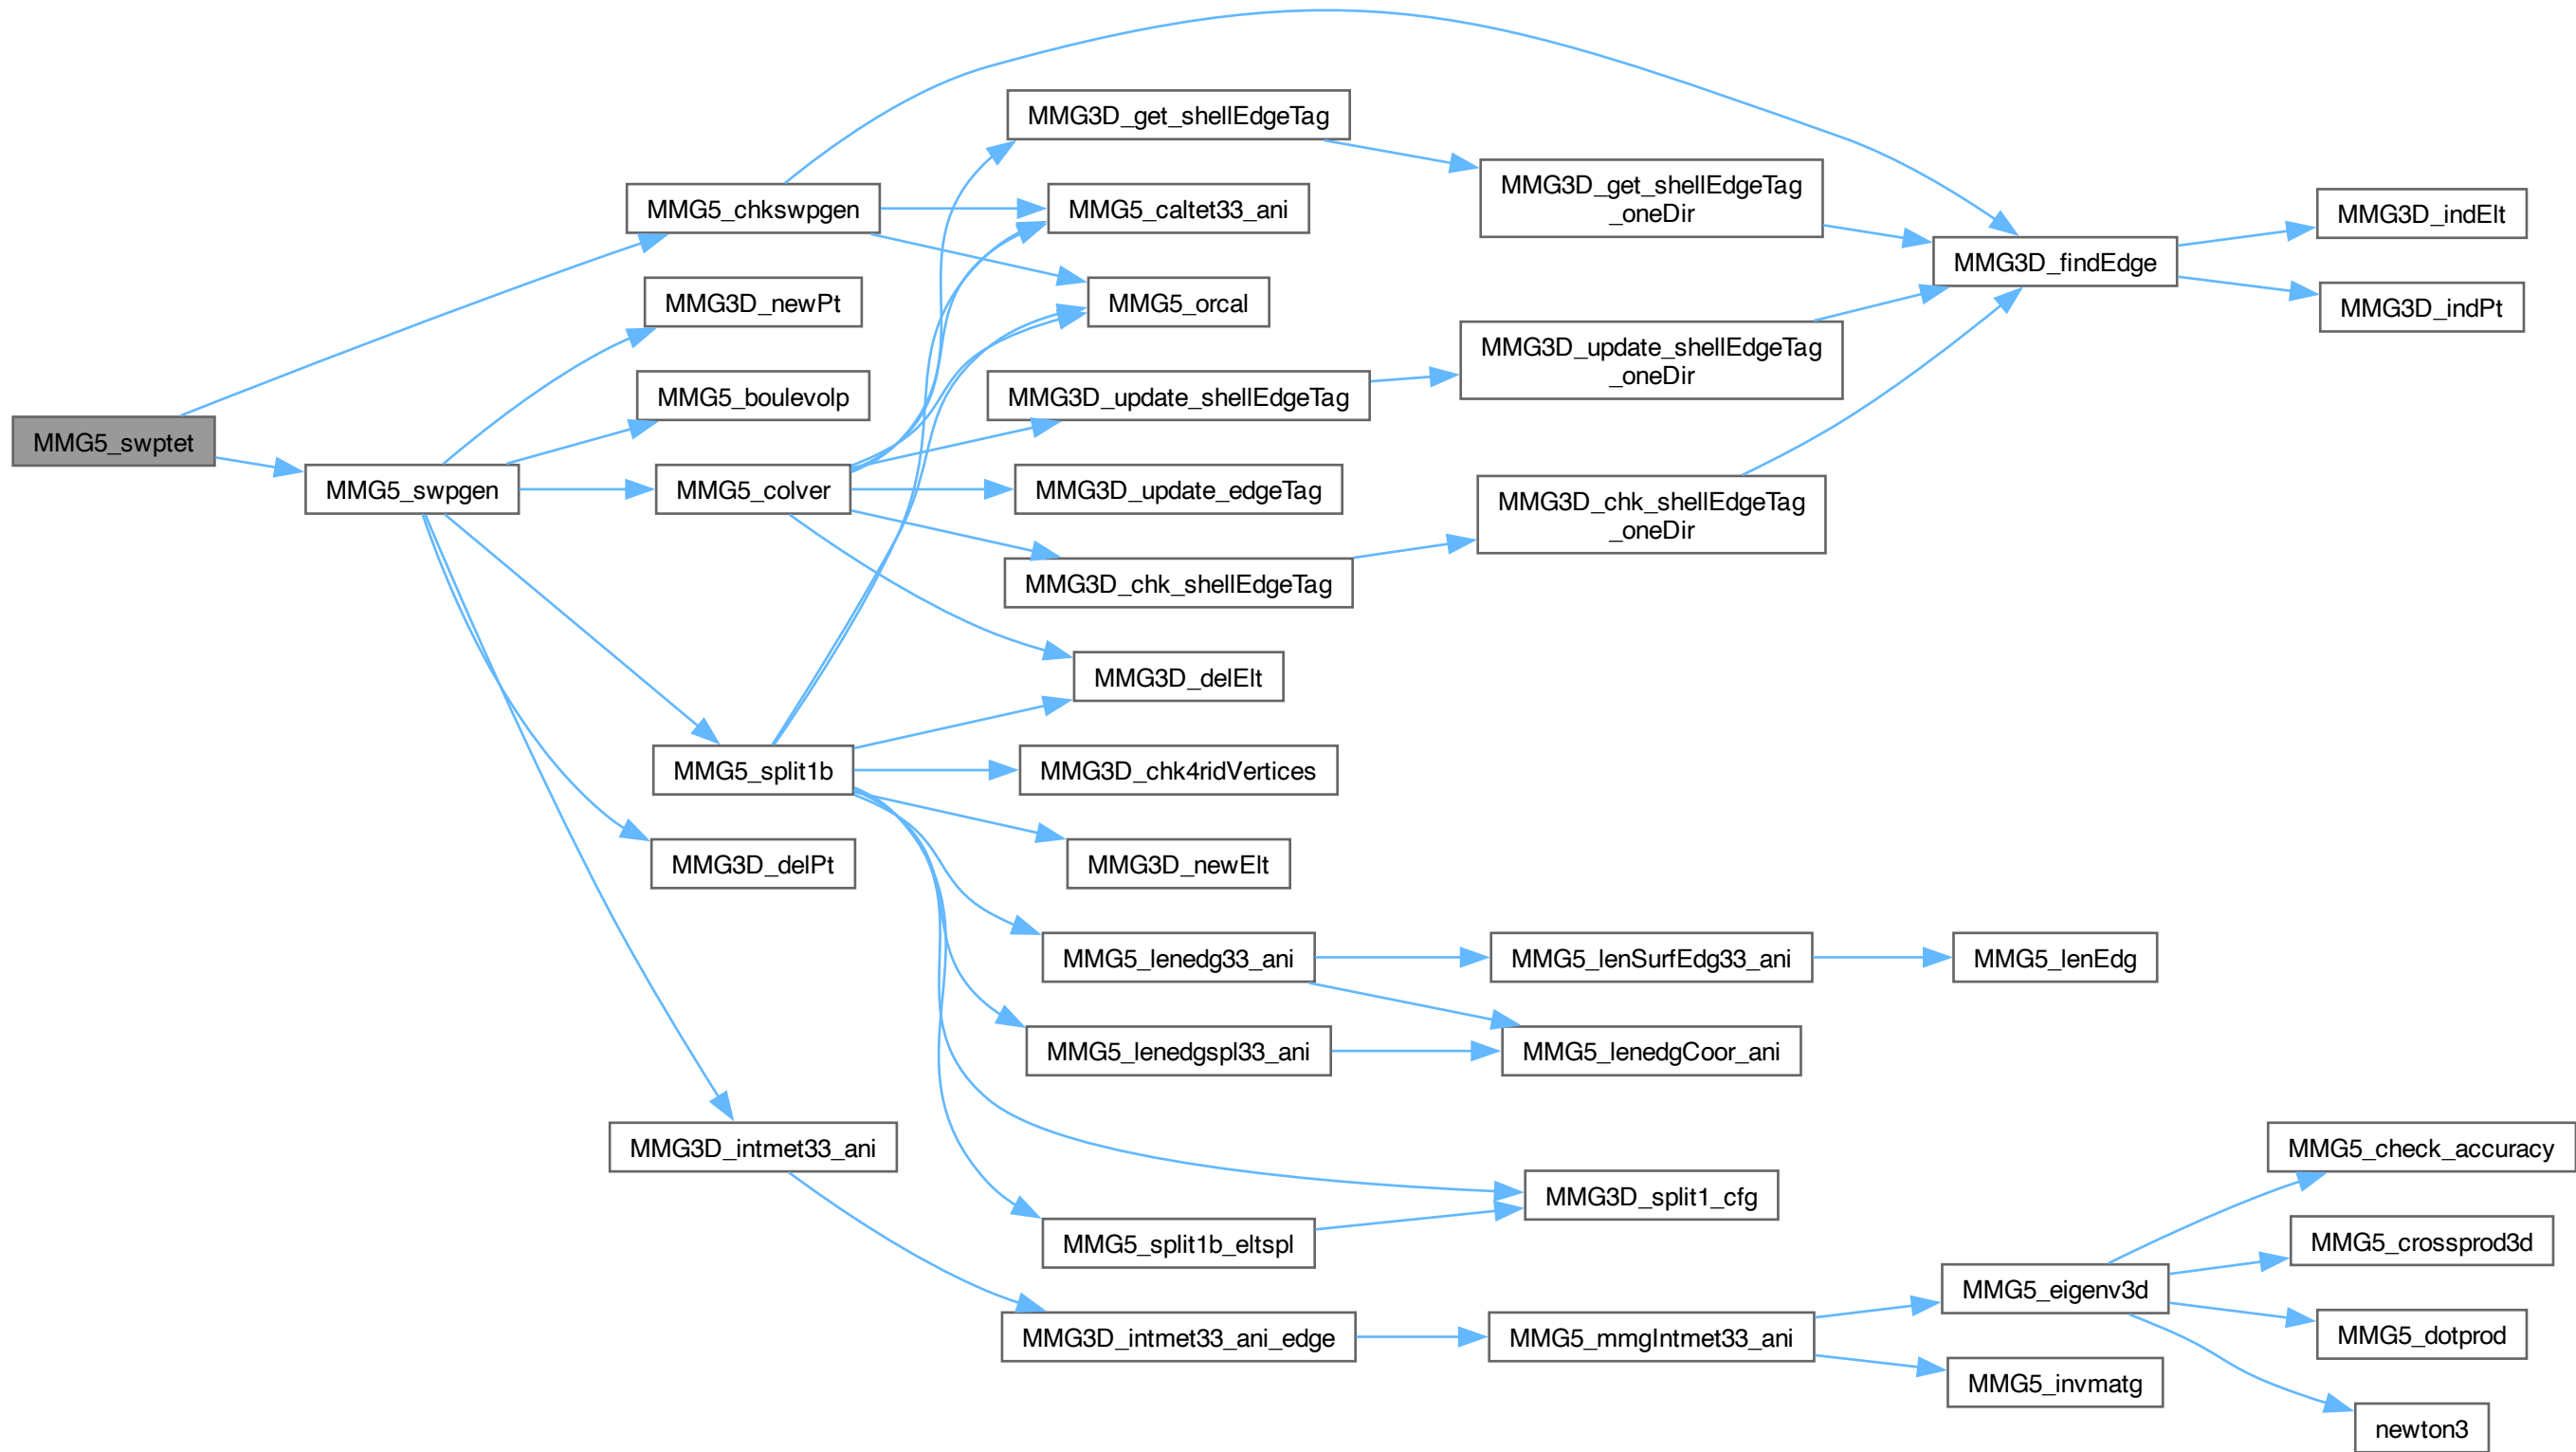 MMG5_swptet
MMG5_chkswpgen
MMG3D_newPt
MMG5_boulevolp
MMG5_swpgen
MMG5_colver
MMG5_split1b
MMG3D_delPt
MMG3D_intmet33_ani
MMG3D_get_shellEdgeTag
MMG5_caltet33_ani
MMG5_orcal
MMG3D_update_shellEdgeTag
MMG3D_update_edgeTag
MMG3D_chk_shellEdgeTag
MMG3D_delElt
MMG3D_chk4ridVertices
MMG3D_newElt
MMG5_lenedg33_ani
MMG5_lenedgspl33_ani
MMG5_split1b_eltspl
MMG3D_intmet33_ani_edge
MMG3D_get_shellEdgeTag
_oneDir
MMG3D_update_shellEdgeTag
_oneDir
MMG3D_chk_shellEdgeTag
_oneDir
MMG5_lenSurfEdg33_ani
MMG5_lenedgCoor_ani
MMG3D_split1_cfg
MMG5_mmgIntmet33_ani
MMG3D_findEdge
MMG5_lenEdg
MMG5_eigenv3d
MMG5_invmatg
MMG3D_indElt
MMG3D_indPt
MMG5_check_accuracy
MMG5_crossprod3d
MMG5_dotprod
newton3